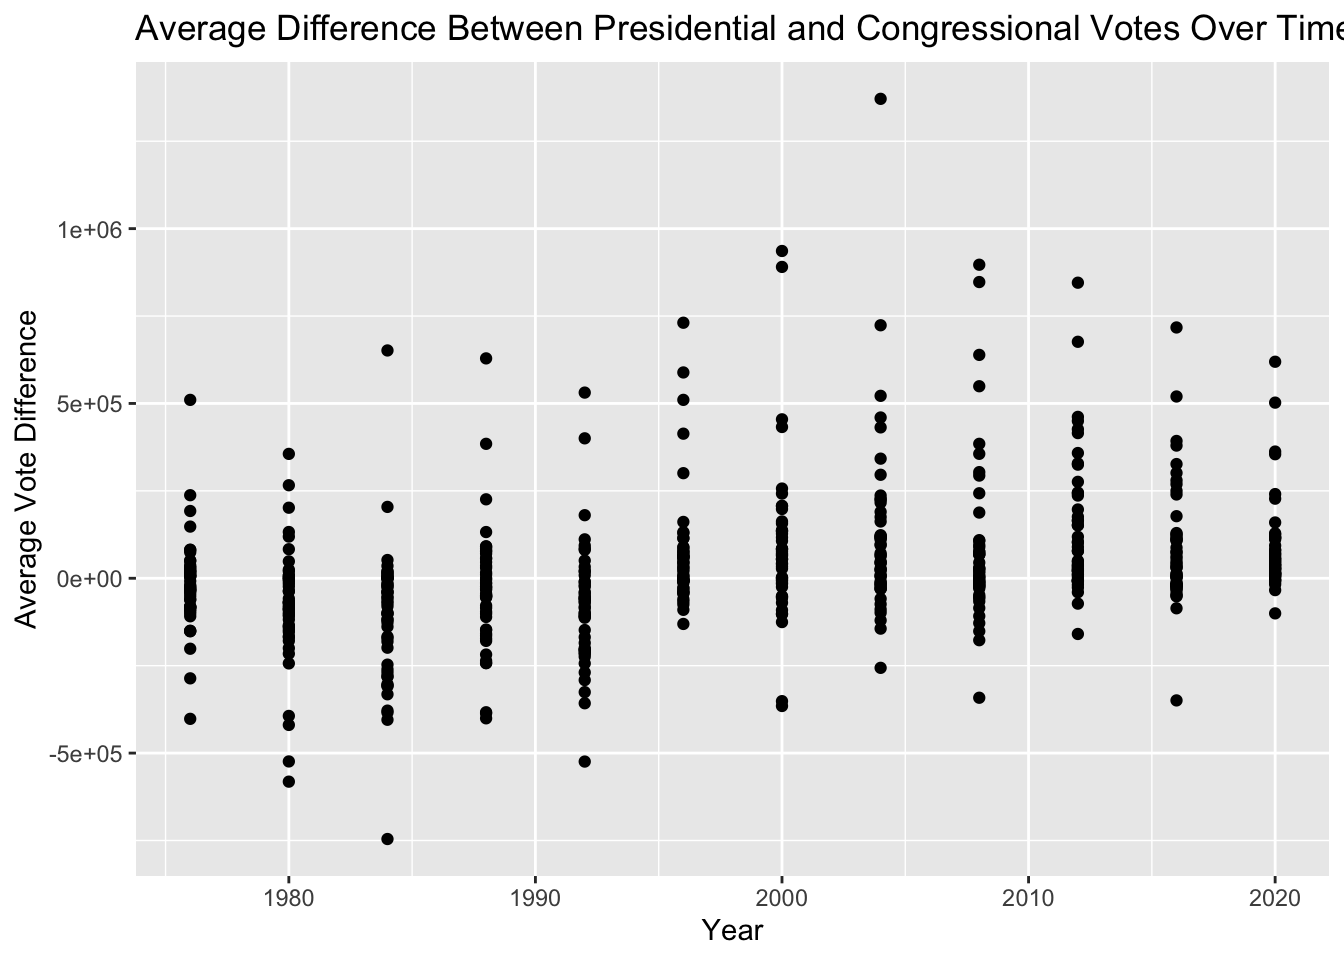 Average Difference Between Presidential and Congressional Votes Over Time
1e+06
5e+05
0e+00
-5e+05
Average Vote Difference
1980 1990 2000 2010 2020
Year